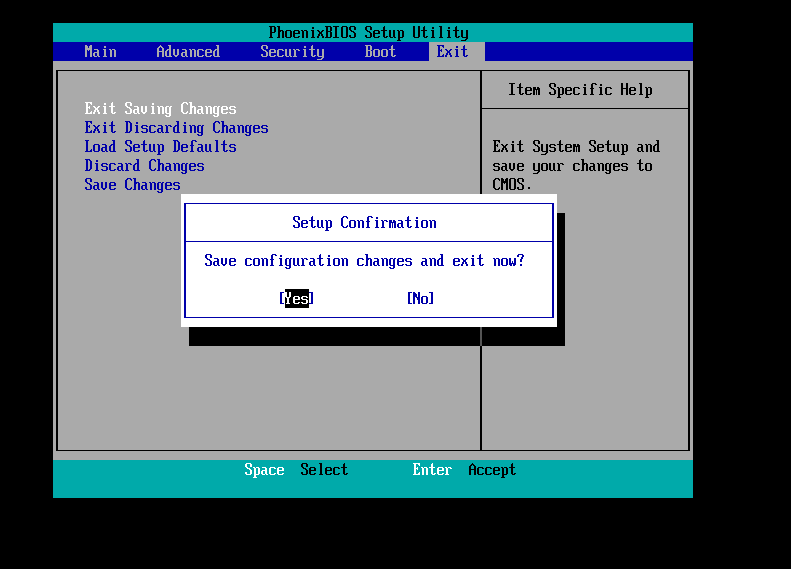 PhoenixBIOS Setup Utility
Main Advanced Security Boot Exit
Item Specific Help
Exit Saving Changes
Exit Discarding Changes
Load Setup Defaults
Discard Changes
Save Changes
Exit System Setup and
save your changes to
CMOS.
Setup Confirmation
Save configuration changes and exit now?
[Yes] [No]
Space Select Enter Accept